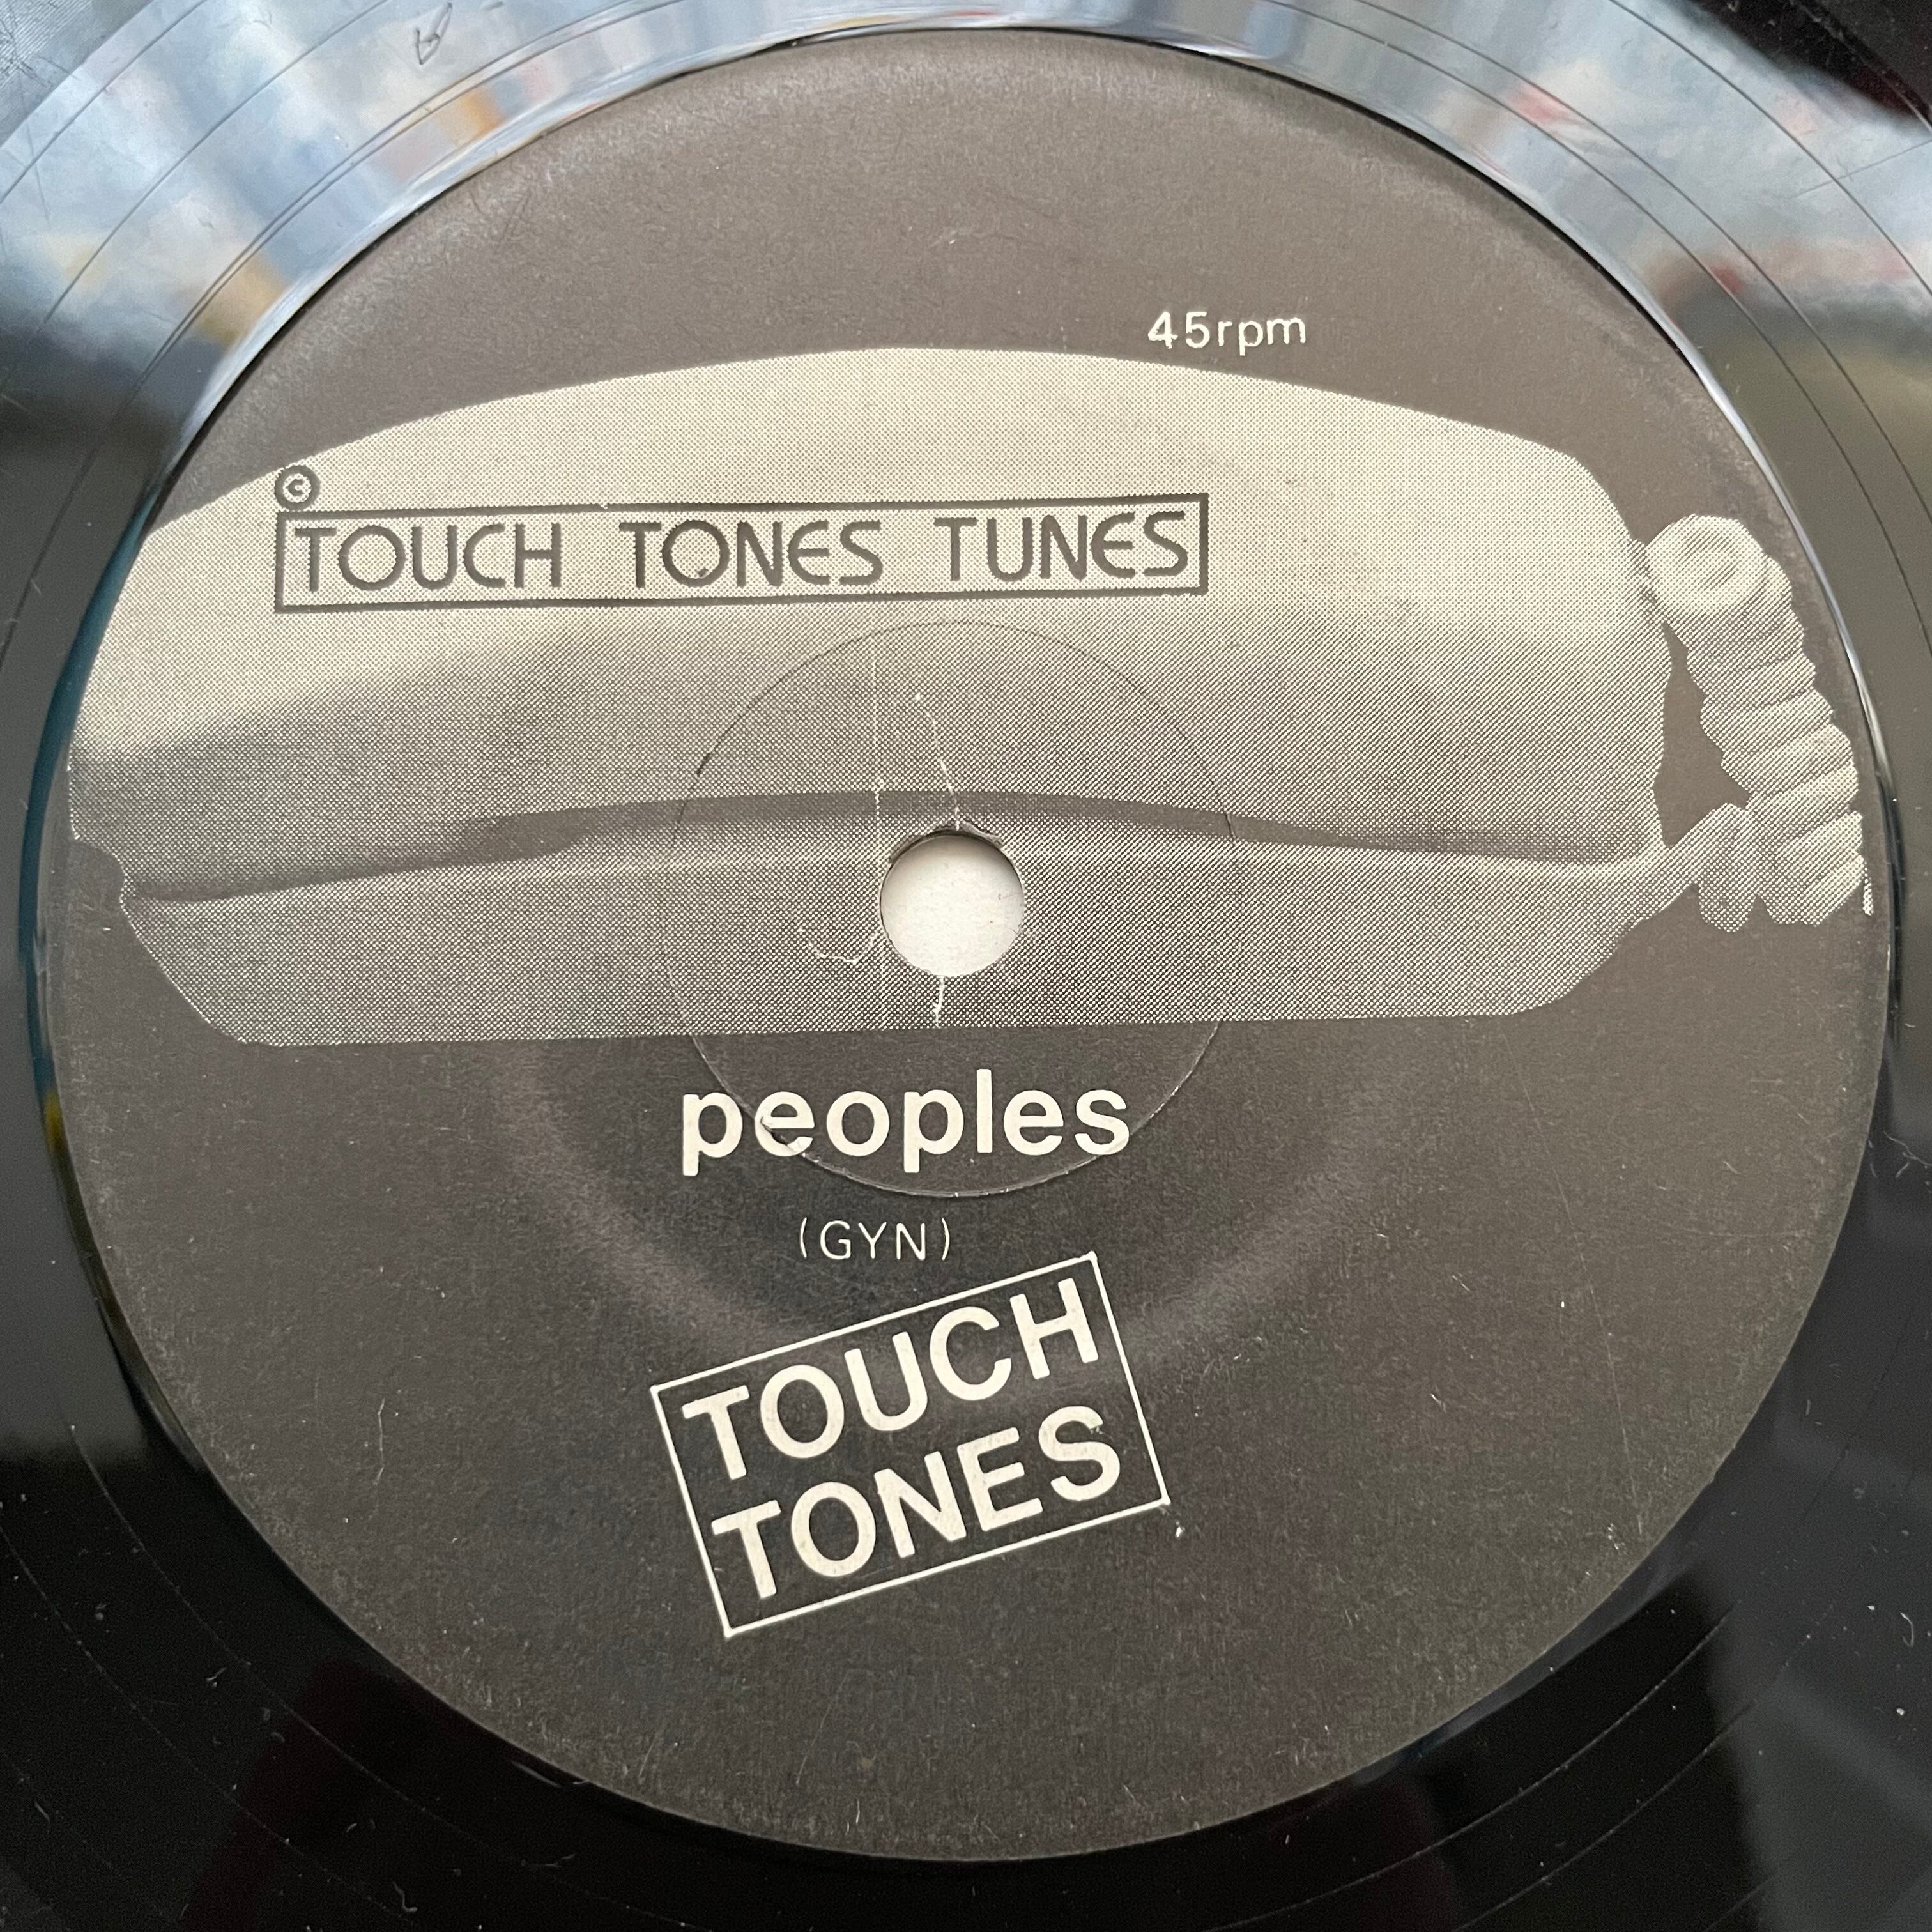 45rpm
©
TOUCH TONES TUNES
peoples
(GYN)
TOUCH
TONES